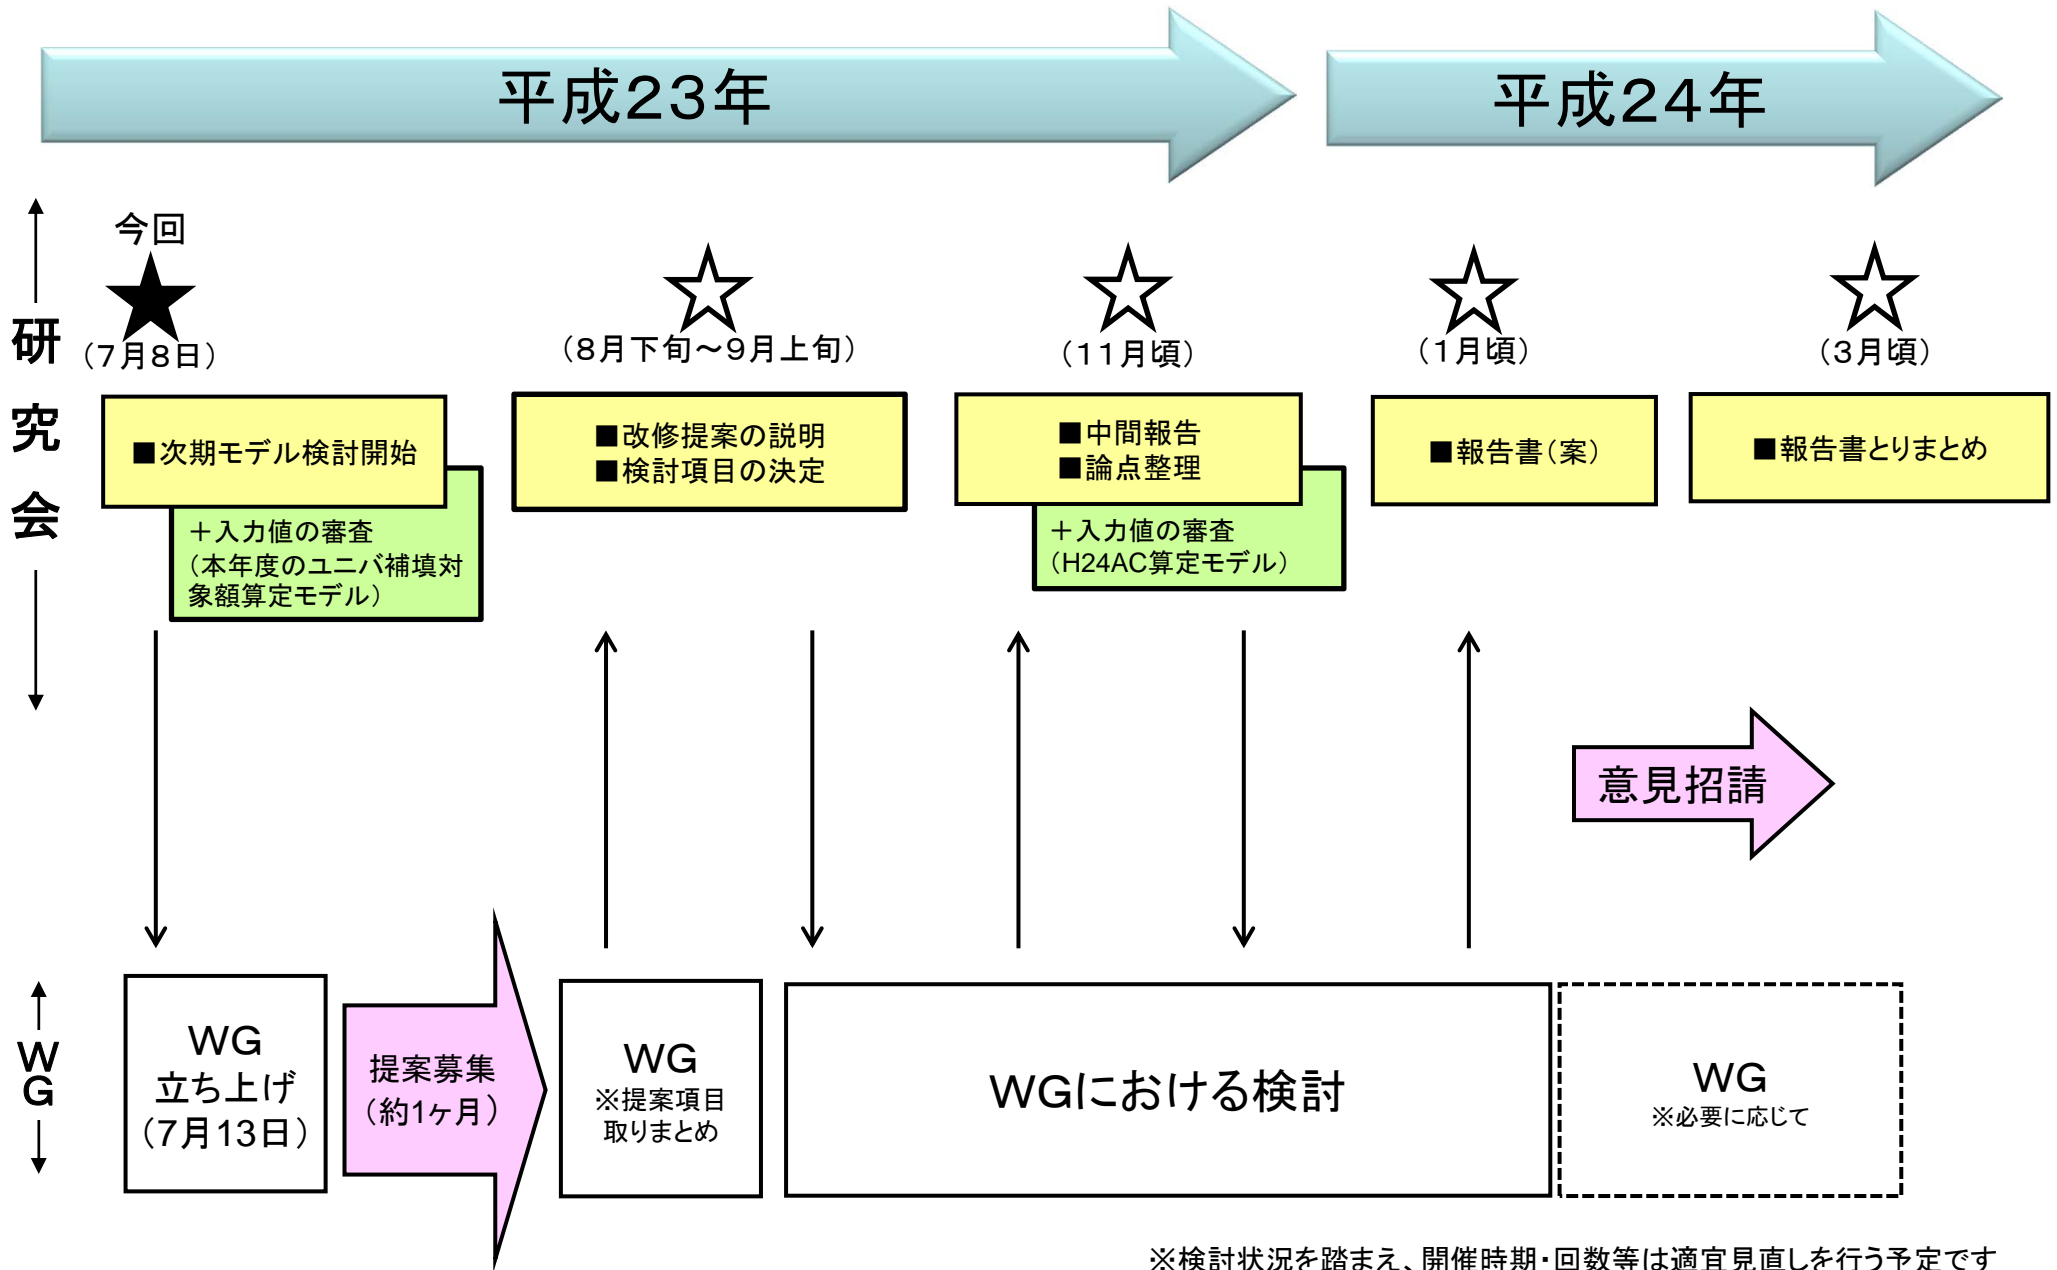 平成23年
平成24年
研究会
今回
（7月8日）
（8月下旬～9月上旬）
（11月頃）
（1月頃）
（3月頃）
■次期モデル検討開始
＋入力値の審査
（本年度のユニバ補填対
象額算定モデル）
■改修提案の説明
■検討項目の決定
■中間報告
■論点整理
＋入力値の審査
（H24AC算定モデル）
■報告書（案）
■報告書とりまとめ
意見招請
WG
WG
立ち上げ
（7月13日）
提案募集
（約1ヶ月）
WG
※提案項目
取りまとめ
WGにおける検討
WG
※必要に応じて
※検討状況を踏まえ、開催時期・回数等は適宜見直しを行う予定です